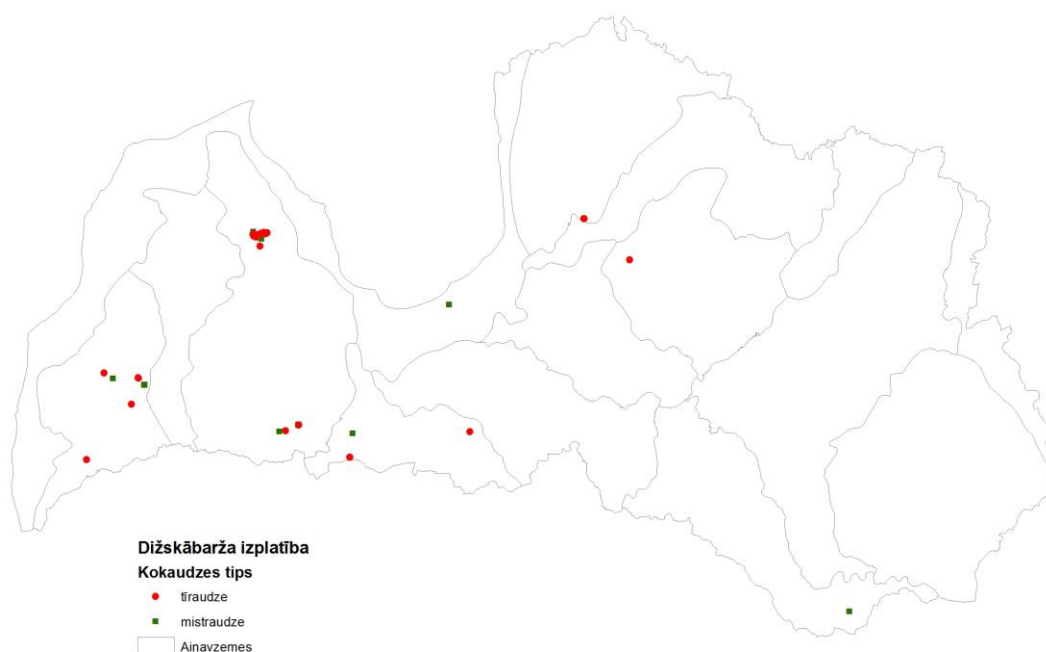 Dižskābarža izplatība
Kokaudzes tips
tīraudze
mistraudze
Ainavzemes